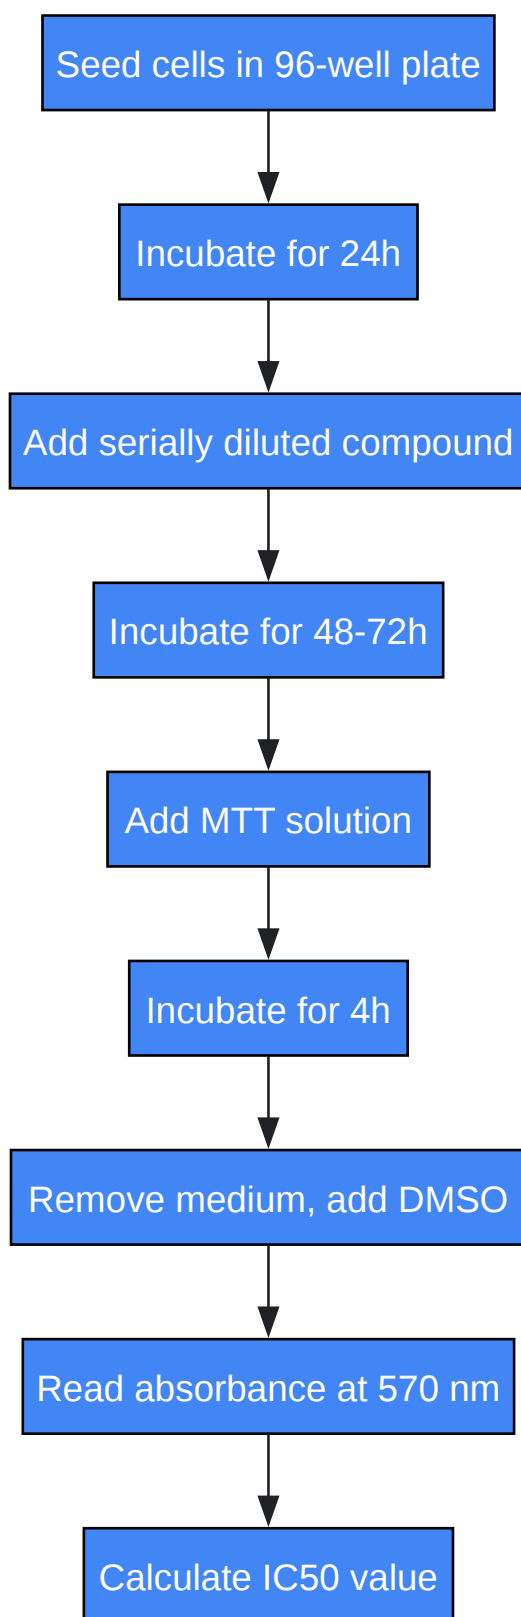 Seed cells in 96-well plate
Incubate for 24h
Add serially diluted compound
Incubate for 48-72h
Add MTT solution
Incubate for 4h
Remove medium, add DMSO
Read absorbance at 570 nm
Calculate IC50 value